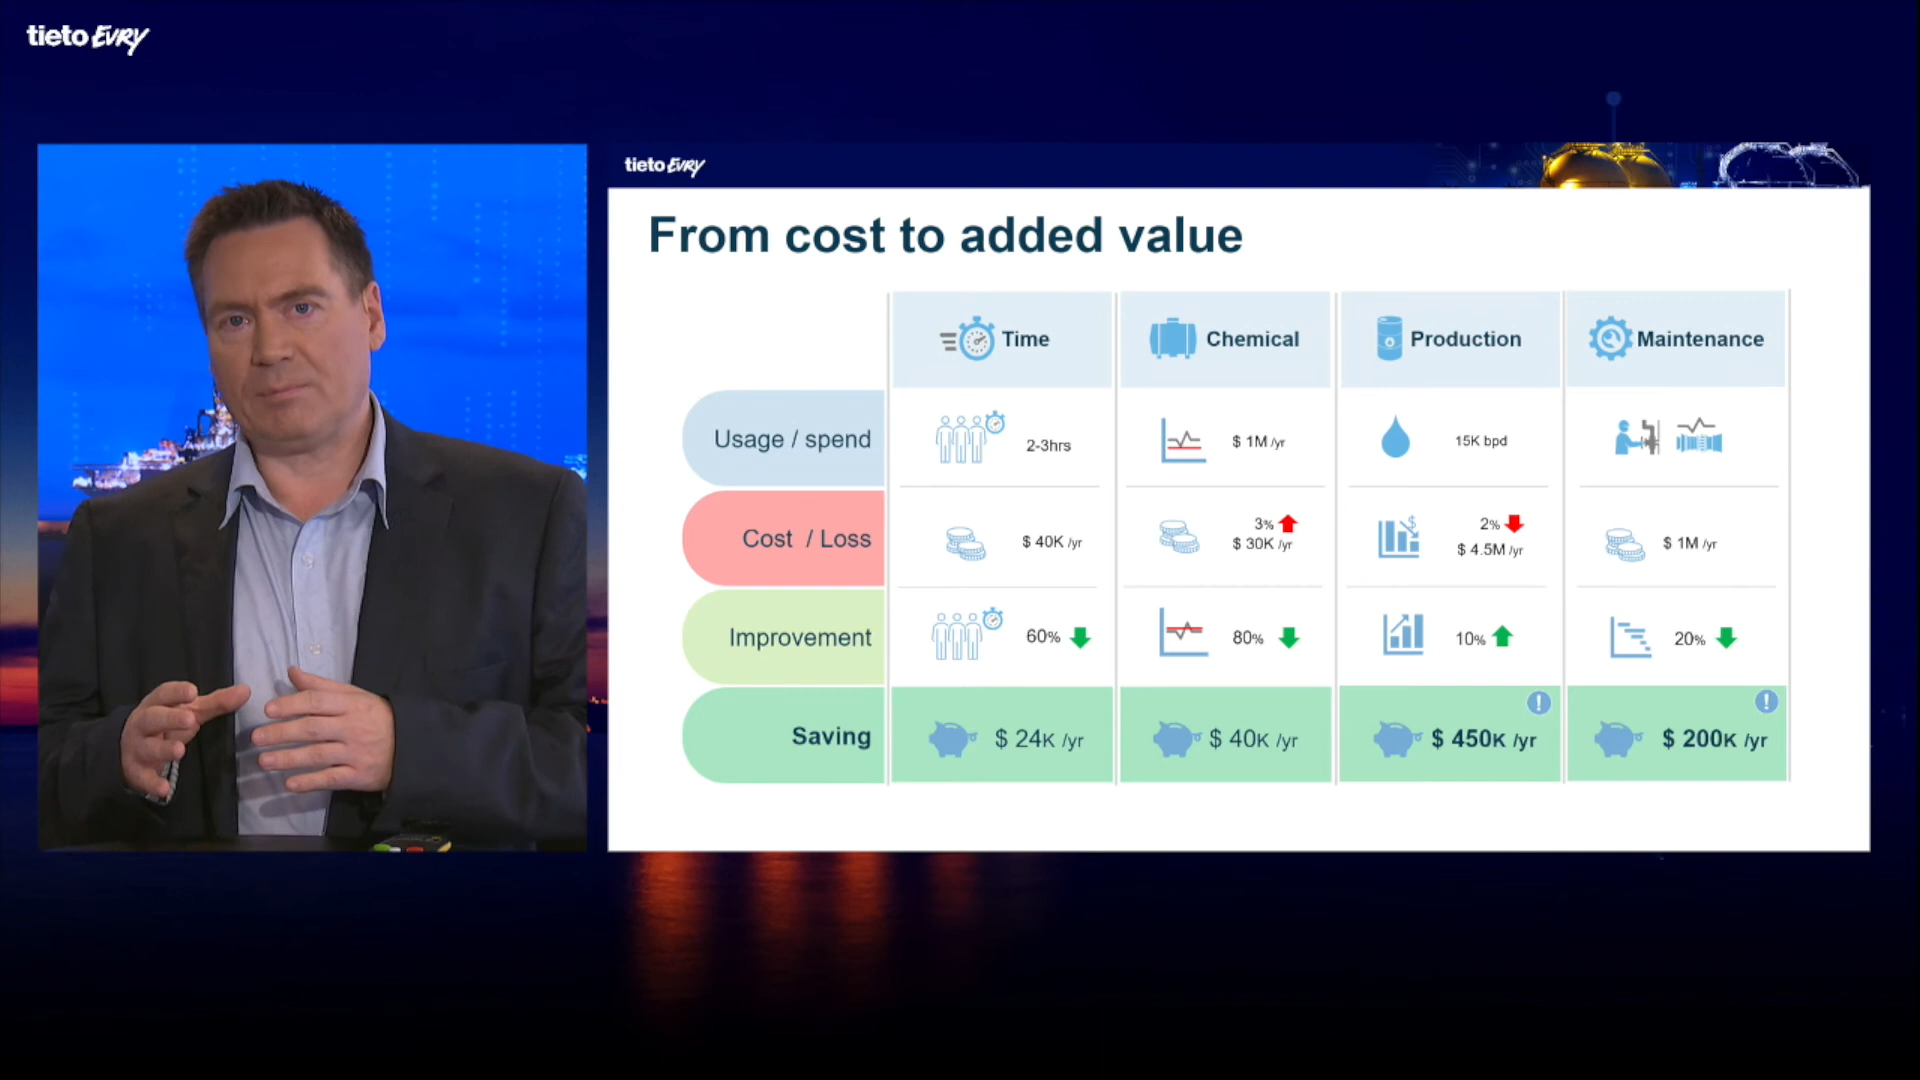 tieto EVRY
tieto EVRY
From cost to added value
Time
Chemical
Production
Maintenance
Usage / spend
2-3hrs
$ 1M /yr
15K bpd
Cost / Loss
$ 40K /yr
3%
$ 30K /yr
2%
$ 4.5M /yr
$ 1M /yr
Improvement
60%
80%
10%
20%
Saving
$ 24K /yr
$ 40K /yr
$ 450K /yr
$ 200K /yr